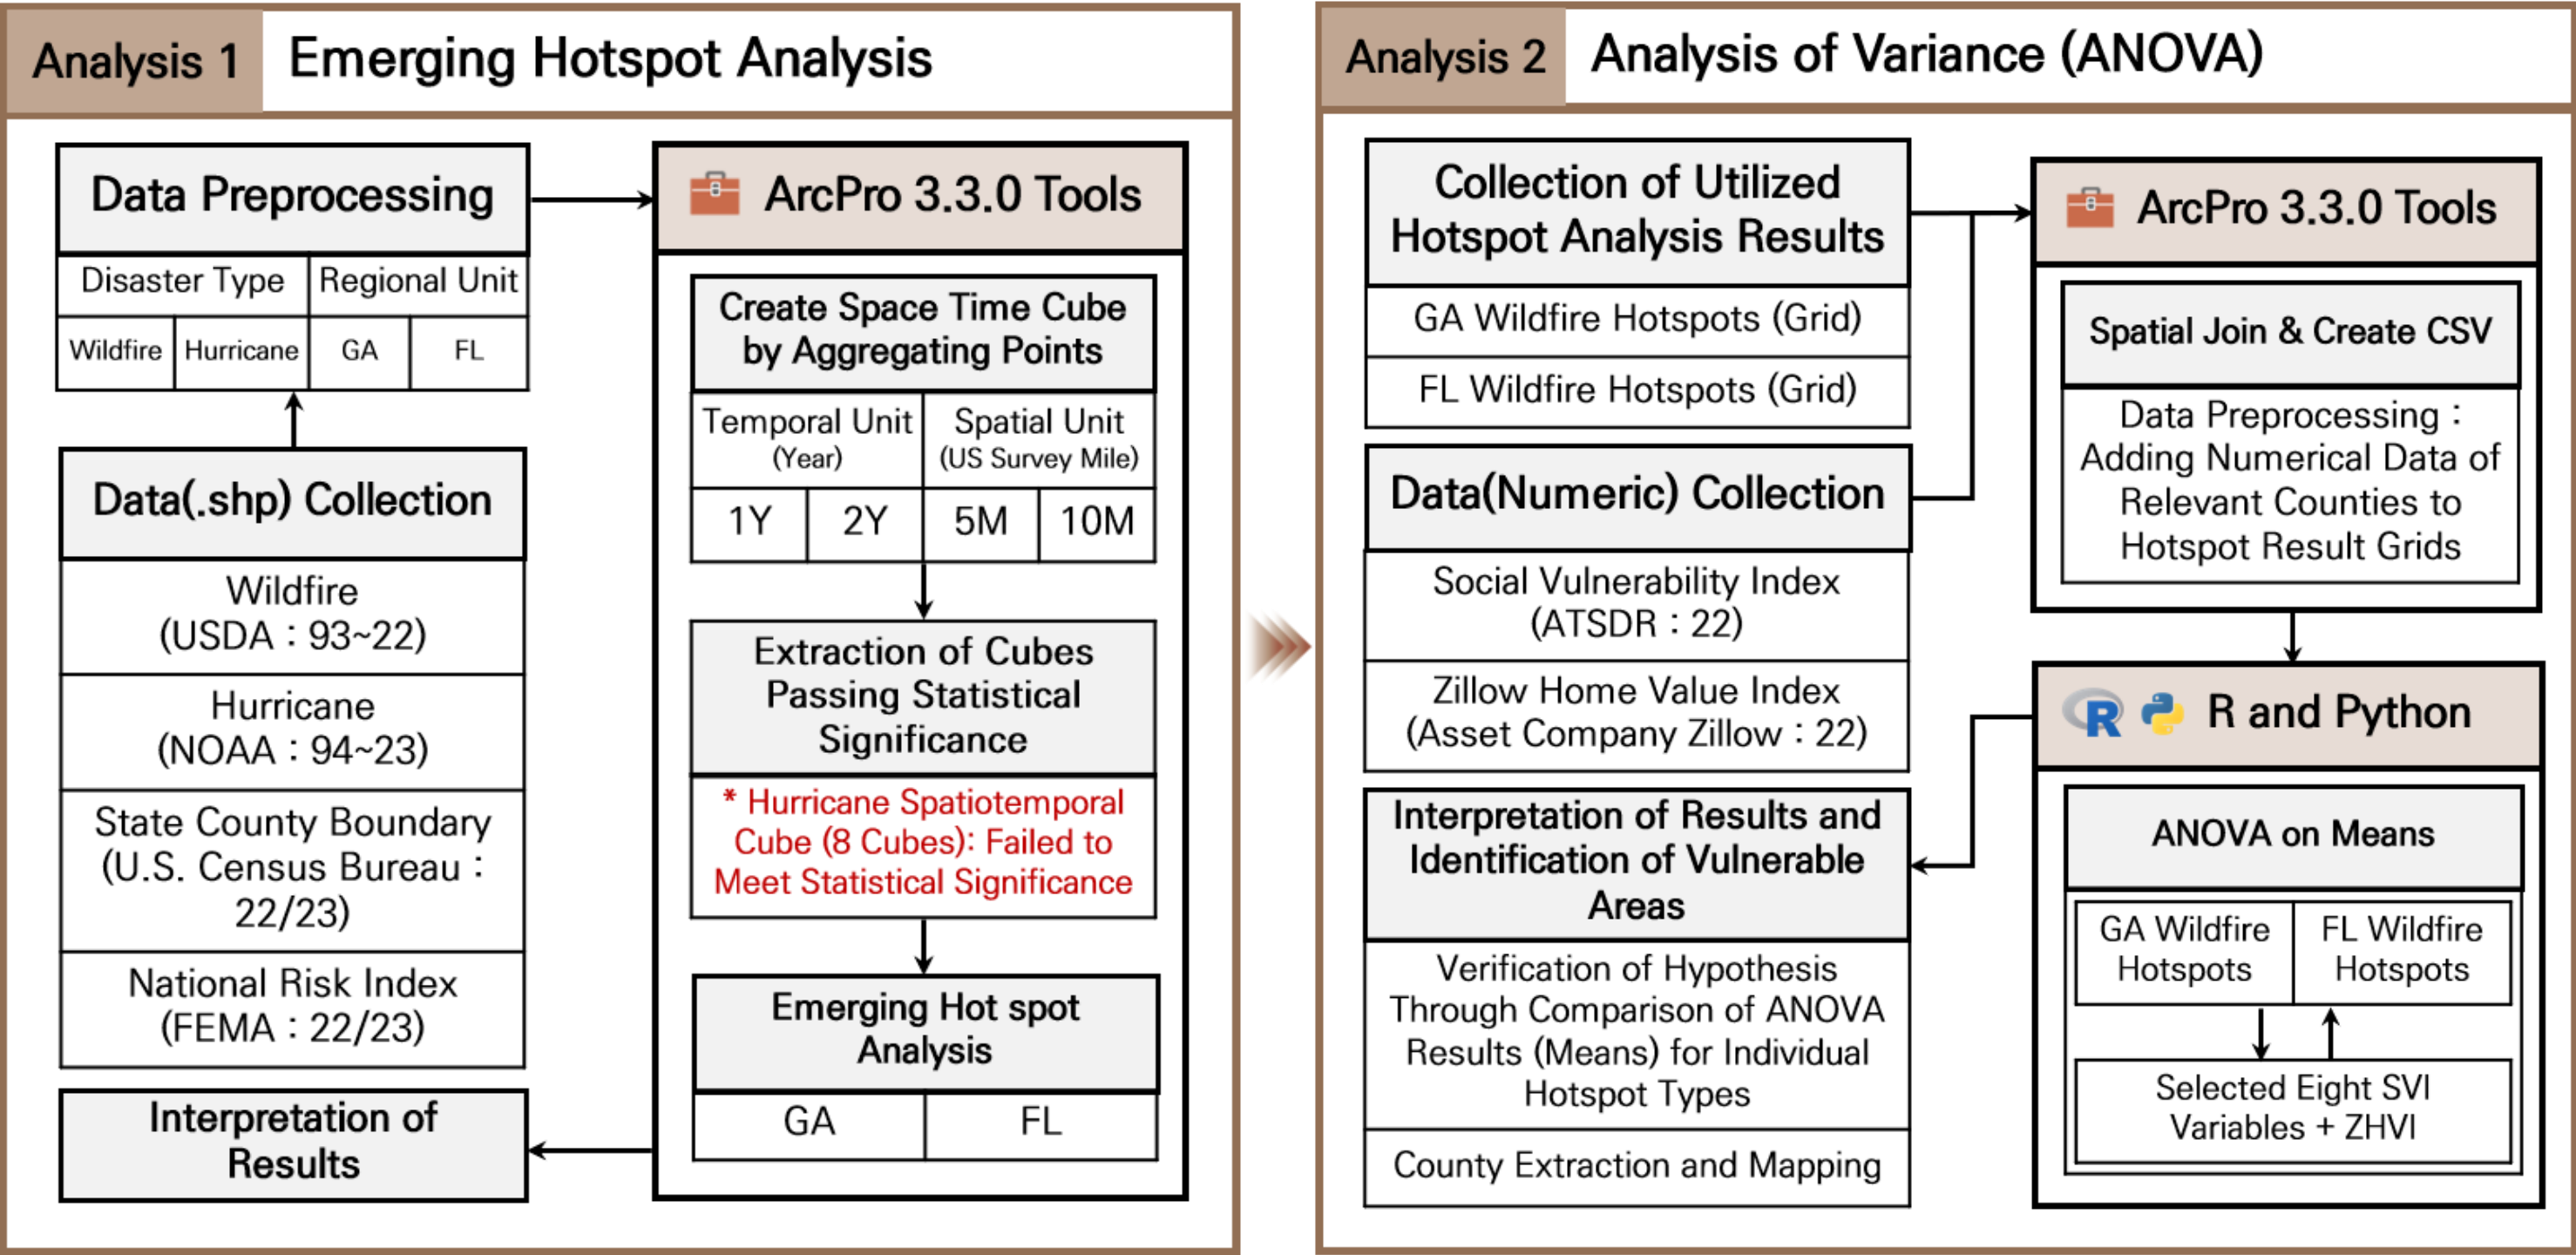 Analysis 1
Emerging Hotspot Analysis
Data Preprocessing
Disaster Type
Regional Unit
Wildfire
Hurricane
GA
FL
Data(.shp) Collection
Wildfire
(USDA : 93~22)
Hurricane
(NOAA : 94~23)
State County Boundary
(U.S. Census Bureau :
22/23)
National Risk Index
(FEMA : 22/23)
Interpretation of
Results
ArcPro 3.3.0 Tools
Create Space Time Cube
by Aggregating Points
Temporal Unit
(Year)
Spatial Unit
(US Survey Mile)
1Y
2Y
5M
10M
Extraction of Cubes
Passing Statistical
Significance
* Hurricane Spatiotemporal
Cube (8 Cubes): Failed to
Meet Statistical Significance
Emerging Hot spot
Analysis
GA
FL
Analysis 2
Analysis of Variance (ANOVA)
Collection of Utilized
Hotspot Analysis Results
GA Wildfire Hotspots (Grid)
FL Wildfire Hotspots (Grid)
Data(Numeric) Collection
Social Vulnerability Index
(ATSDR : 22)
Zillow Home Value Index
(Asset Company Zillow : 22)
Interpretation of Results and
Identification of Vulnerable
Areas
Verification of Hypothesis
Through Comparison of ANOVA
Results (Means) for Individual
Hotspot Types
County Extraction and Mapping
ArcPro 3.3.0 Tools
Spatial Join & Create CSV
Data Preprocessing :
Adding Numerical Data of
Relevant Counties to
Hotspot Result Grids
R
R and Python
ANOVA on Means
GA Wildfire
Hotspots
FL Wildfire
Hotspots
Selected Eight SVI
Variables + ZHVI